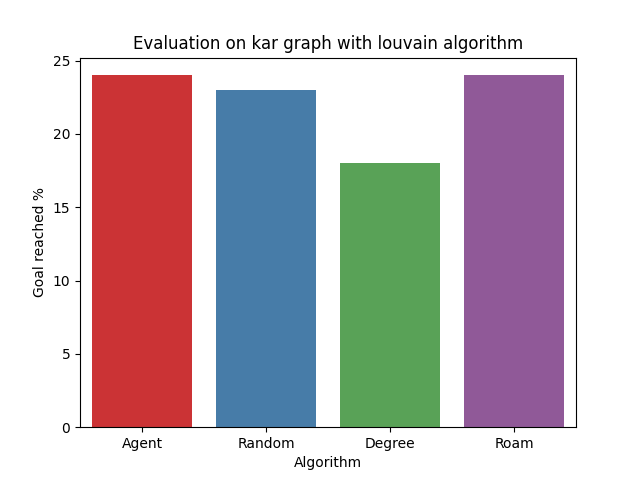 Evaluation on kar graph with louvain algorithm
25
20
15
10
5
0
Goal reached %
Agent Random Degree Roam
Algorithm